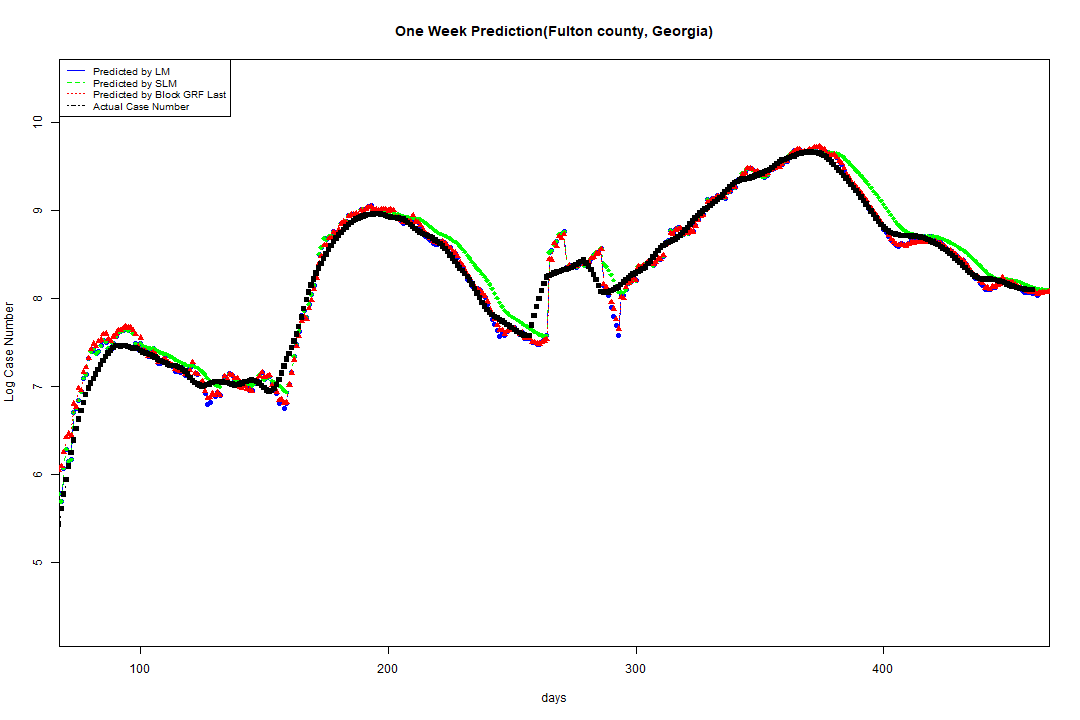 One Week Prediction(Fulton county, Georgia)
Predicted by LM
Predicted by SLM
Predicted by Block GRF Last
Actual Case Number
10
9
8
7
6
5
Log Case Number
100
200
300
400
days